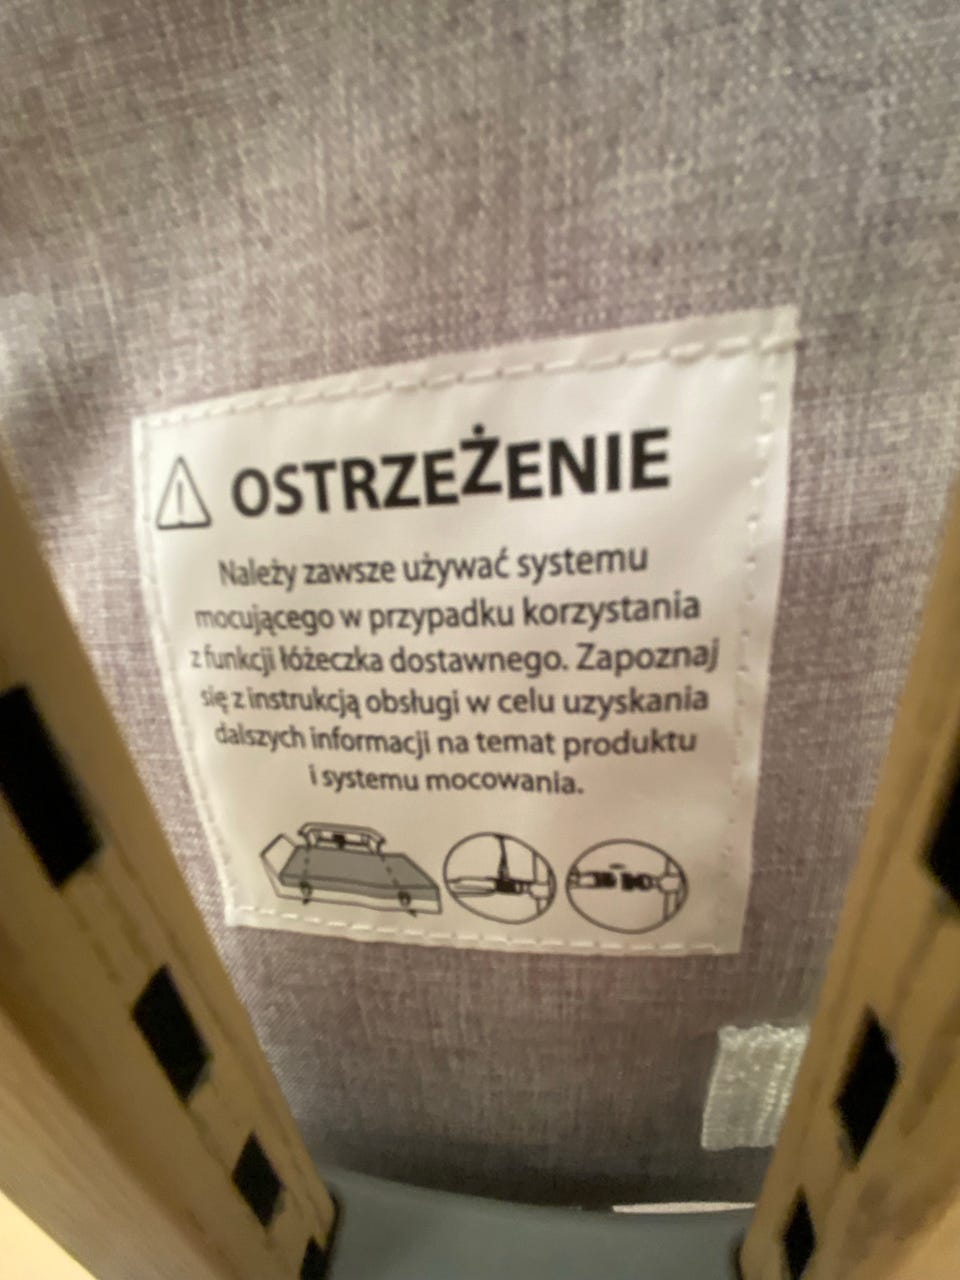 OSTRZEŻENIE
Należy zawsze używać systemu
mocującego w przypadku korzystania
z funkcji łóżeczka dostawnego. Zapoznaj
się z instrukcją obsługi w celu uzyskania
dalszych informacji na temat produktu
i systemu mocowania.